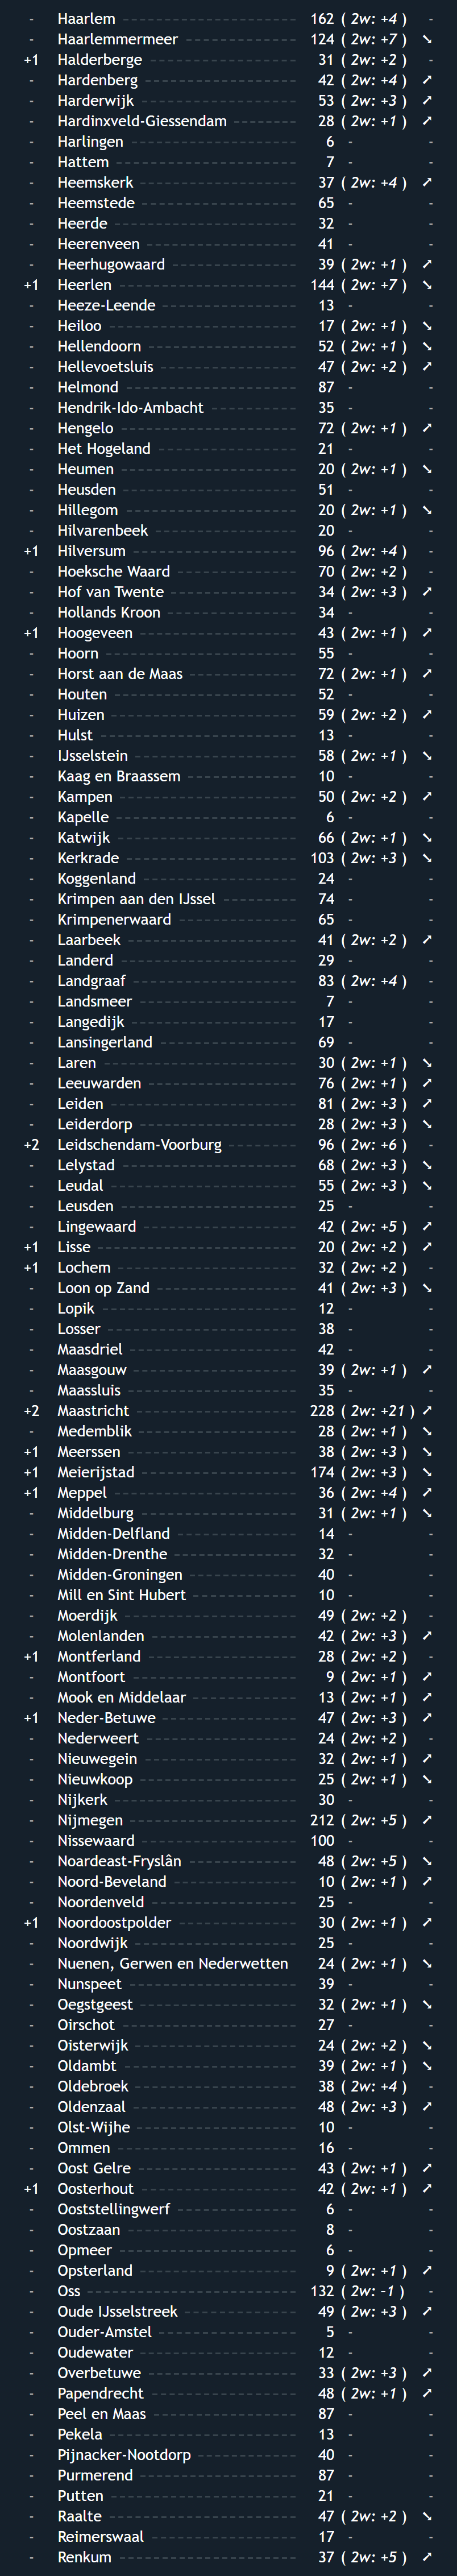 - Haarlem 162 ( 2w: +4 ) -
- Haarlemmermeer 124 ( 2w: +7 ) ➘
+1 Halderberge 31 ( 2w: +2 ) -
- Hardenberg 42 ( 2w: +4 ) ➚
- Harderwijk 53 ( 2w: +3 ) ➚
- Hardinxveld-Giessendam 28 ( 2w: +1 ) ➚
- Harlingen 6 - -
- Hattem 7 - -
- Heemskerk 37 ( 2w: +4 ) ➚
- Heemstede 65 - -
- Heerde 32 - -
- Heerenveen 41 - -
- Heerhugowaard 39 ( 2w: +1 ) ➚
+1 Heerlen 144 ( 2w: +7 ) ➘
- Heeze-Leende 13 - -
- Heiloo 17 ( 2w: +1 ) ➘
- Hellendoorn 52 ( 2w: +1 ) ➘
- Hellevoetsluis 47 ( 2w: +2 ) ➚
- Helmond 87 - -
- Hendrik-Ido-Ambacht 35 - -
- Hengelo 72 ( 2w: +1 ) ➚
- Het Hogeland 21 - -
- Heumen 20 ( 2w: +1 ) ➘
- Heusden 51 - -
- Hillegom 20 ( 2w: +1 ) ➘
- Hilvarenbeek 20 - -
+1 Hilversum 96 ( 2w: +4 ) -
- Hoeksche Waard 70 ( 2w: +2 ) -
- Hof van Twente 34 ( 2w: +3 ) ➚
- Hollands Kroon 34 - -
+1 Hoogeveen 43 ( 2w: +1 ) ➚
- Hoorn 55 - -
- Horst aan de Maas 72 ( 2w: +1 ) ➚
- Houten 52 - -
- Huizen 59 ( 2w: +2 ) ➚
- Hulst 13 - -
- IJsselstein 58 ( 2w: +1 ) ➘
- Kaag en Braassem 10 - -
- Kampen 50 ( 2w: +2 ) ➚
- Kapelle 6 - -
- Katwijk 66 ( 2w: +1 ) ➘
- Kerkrade 103 ( 2w: +3 ) ➘
- Koggenland 24 - -
- Krimpen aan den IJssel 74 - -
- Krimpenerwaard 65 - -
- Laarbeek 41 ( 2w: +2 ) ➚
- Landerd 29 - -
- Landgraaf 83 ( 2w: +4 ) -
- Landsmeer 7 - -
- Langedijk 17 - -
- Lansingerland 69 - -
- Laren 30 ( 2w: +1 ) ➘
- Leeuwarden 76 ( 2w: +1 ) ➚
- Leiden 81 ( 2w: +3 ) ➚
- Leiderdorp 28 ( 2w: +3 ) ➘
+2 Leidschendam-Voorburg 96 ( 2w: +6 ) -
- Lelystad 68 ( 2w: +3 ) ➘
- Leudal 55 ( 2w: +3 ) ➘
- Leusden 25 - -
- Lingewaard 42 ( 2w: +5 ) ➚
+1 Lisse 20 ( 2w: +2 ) ➚
+1 Lochem 32 ( 2w: +2 ) -
- Loon op Zand 41 ( 2w: +3 ) ➘
- Lopik 12 - -
- Losser 38 - -
- Maasdriel 42 - -
- Maasgouw 39 ( 2w: +1 ) ➚
- Maassluis 35 - -
+2 Maastricht 228 ( 2w: +21 ) ➚
- Medemblik 28 ( 2w: +1 ) ➘
+1 Meerssen 38 ( 2w: +3 ) ➘
+1 Meierijstad 174 ( 2w: +3 ) ➘
+1 Meppel 36 ( 2w: +4 ) ➚
- Middelburg 31 ( 2w: +1 ) ➘
- Midden-Delfland 14 - -
- Midden-Drenthe 32 - -
- Midden-Groningen 40 - -
- Mill en Sint Hubert 10 - -
- Moerdijk 49 ( 2w: +2 ) -
- Molenlanden 42 ( 2w: +3 ) ➚
+1 Montferland 28 ( 2w: +2 ) -
- Montfoort 9 ( 2w: +1 ) ➚
- Mook en Middelaar 13 ( 2w: +1 ) ➚
+1 Neder-Betuwe 47 ( 2w: +3 ) ➚
- Nederweert 24 ( 2w: +2 ) -
- Nieuwegein 32 ( 2w: +1 ) ➚
- Nieuwkoop 25 ( 2w: +1 ) ➘
- Nijkerk 30 - -
- Nijmegen 212 ( 2w: +5 ) ➚
- Nissewaard 100 - -
- Noardeast-Fryslân 48 ( 2w: +5 ) ➘
- Noord-Beveland 10 ( 2w: +1 ) ➚
- Noordenveld 25 - -
+1 Noordoostpolder 30 ( 2w: +1 ) ➚
- Noordwijk 25 - -
- Nuenen, Gerwen en Nederwetten 24 ( 2w: +1 ) ➘
- Nunspeet 39 - -
- Oegstgeest 32 ( 2w: +1 ) ➘
- Oirschot 27 - -
- Oisterwijk 24 ( 2w: +2 ) ➘
- Oldambt 39 ( 2w: +1 ) ➘
- Oldebroek 38 ( 2w: +4 ) -
- Oldenzaal 48 ( 2w: +3 ) ➚
- Olst-Wijhe 10 - -
- Ommen 16 - -
- Oost Gelre 43 ( 2w: +1 ) ➚
+1 Oosterhout 42 ( 2w: +1 ) ➚
- Ooststellingwerf 6 - -
- Oostzaan 8 - -
- Opmeer 6 - -
- Opsterland 9 ( 2w: +1 ) ➚
- Oss 132 ( 2w: -1 ) -
- Oude IJsselstreek 49 ( 2w: +3 ) ➚
- Ouder-Amstel 5 - -
- Oudewater 12 - -
- Overbetuwe 33 ( 2w: +3 ) ➚
- Papendrecht 48 ( 2w: +1 ) ➚
- Peel en Maas 87 - -
- Pekela 13 - -
- Pijnacker-Nootdorp 40 - -
- Purmerend 87 - -
- Putten 21 - -
- Raalte 47 ( 2w: +2 ) ➘
- Reimerswaal 17 - -
- Renkum 37 ( 2w: +5 ) ➚